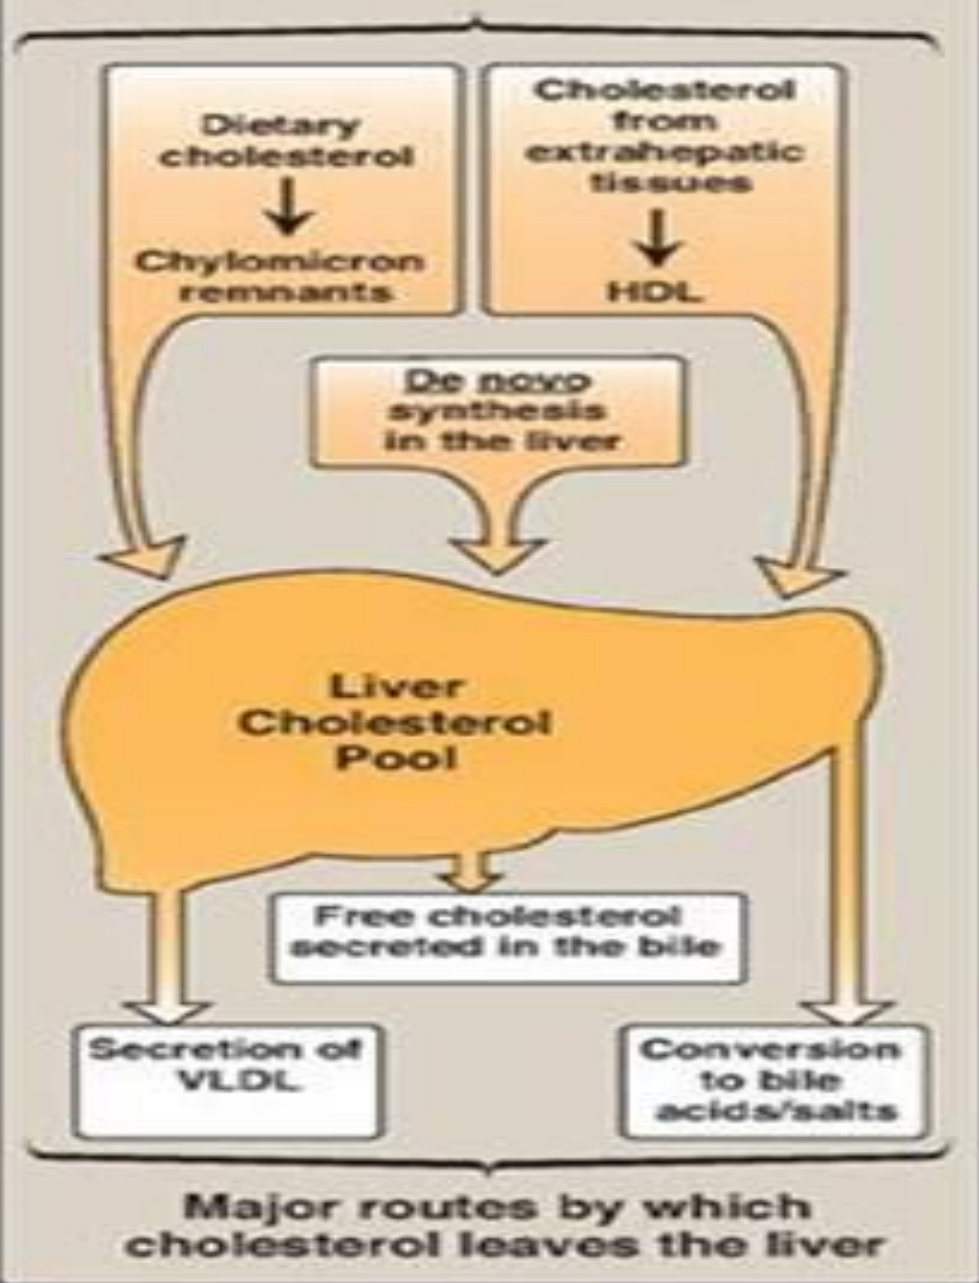 Dietary
cholesterol
Chylomicron
remnants
Cholesterol
from
extrahepatic
tissues
HDL
De novo
synthesis
in the liver
Liver
Cholesterol
Pool
Free cholesterol
secreted in the bile
Secretion of
VLDL
Conversion
to bile
acids/salts
Major routes by which
cholesterol leaves the liver